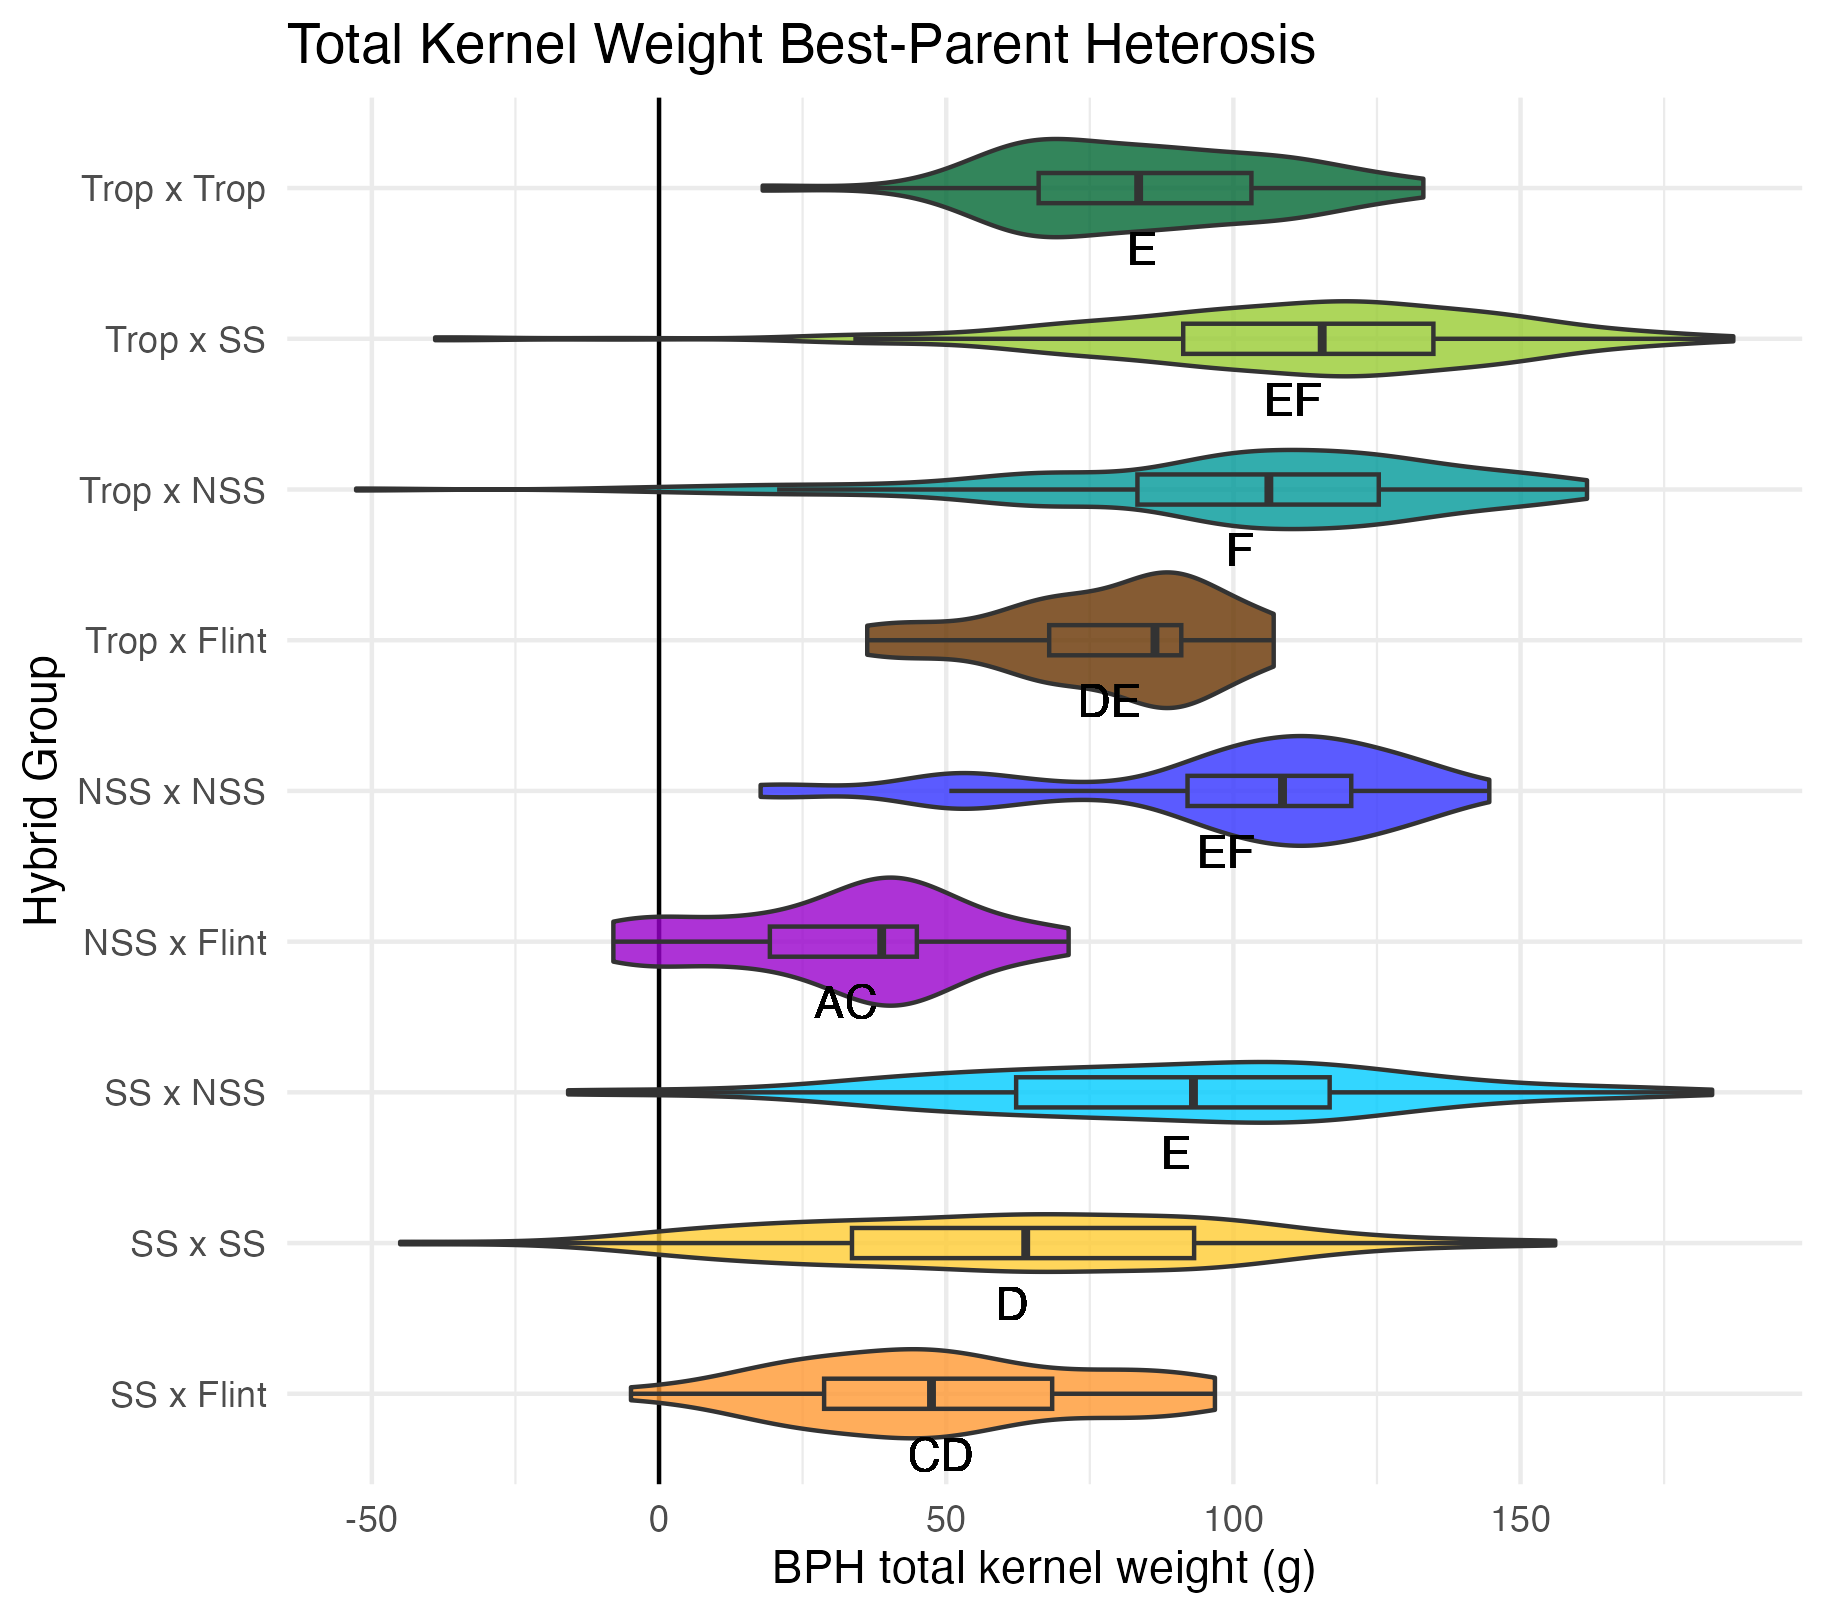 Total Kernel Weight Best-Parent Heterosis
Hybrid Group
Trop x Trop
E
Trop x SS
EF
Trop x NSS
F
Trop x Flint
DE
NSS x NSS
EF
NSS x Flint
AC
SS x NSS
E
SS x SS
D
SS x Flint
CD
-50 0 50 100 150
BPH total kernel weight (g)